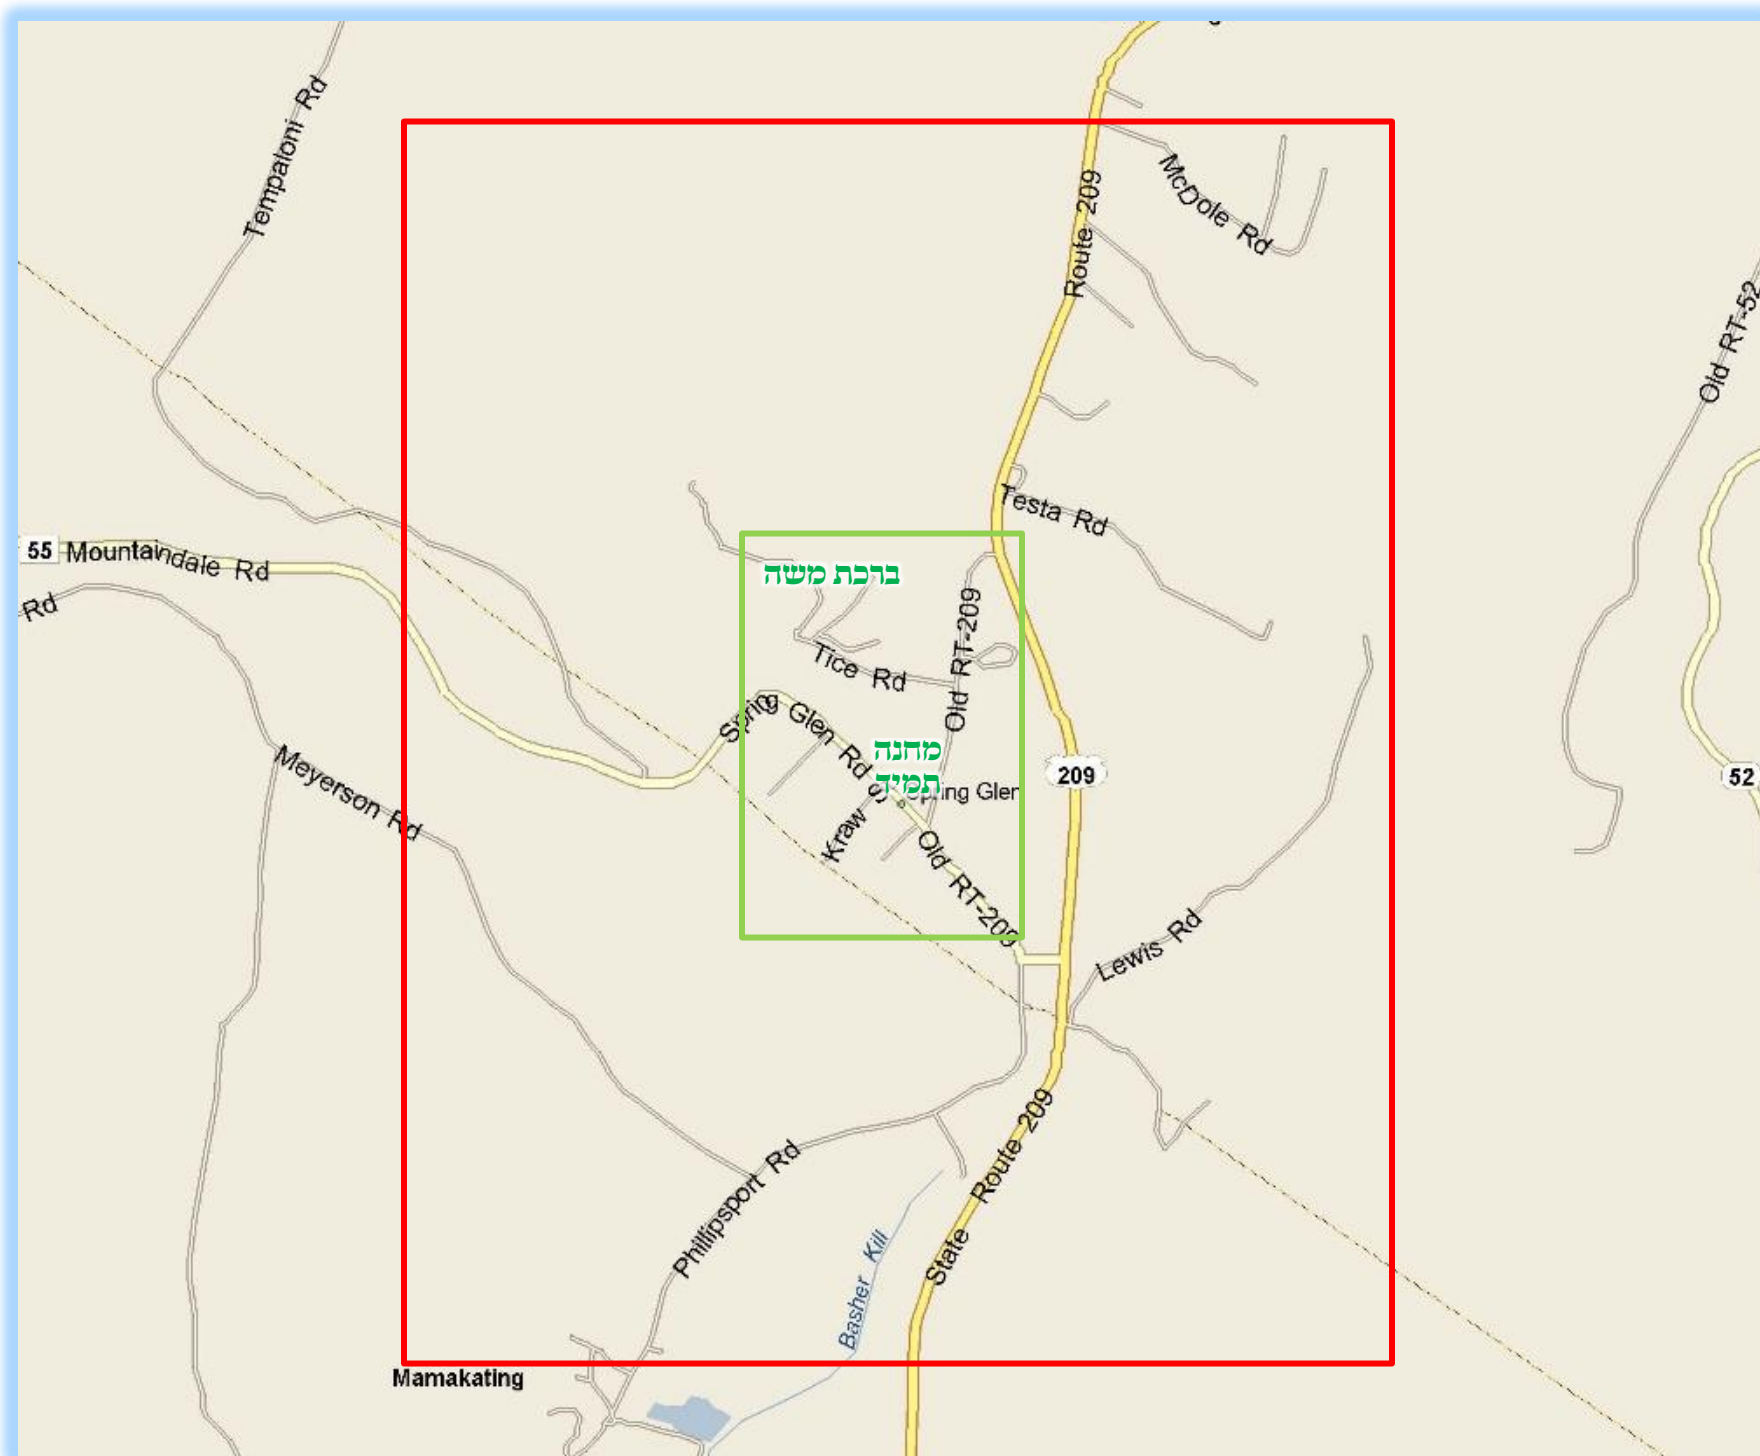 Tempaloni Rd
Route 209
McDole Rd
Old RT-52
Testa Rd
55
Mountaindale Rd
Rd
ברכת משה
Old RT-209
Tice Rd
Spring Glen Rd
מחנה
תמיד
Spring Glen
209
52
Meyerson Rd
Kraw S
Old RT-209
Lewis Rd
State Route 209
Phillipsport Rd
Basher Kill
Mamakating